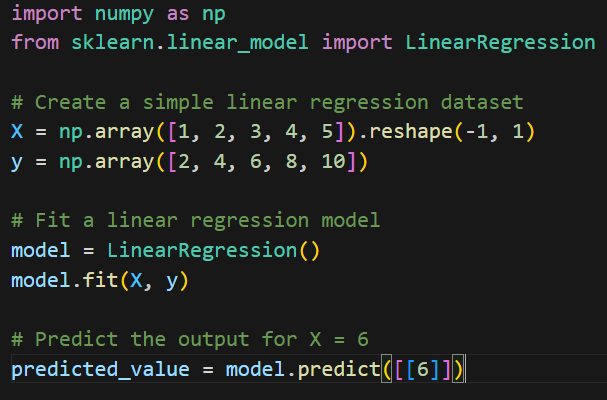 import numpy as np
from sklearn.linear_model import LinearRegression
# Create a simple linear regression dataset
X = np.array([1, 2, 3, 4, 5]).reshape(-1, 1)
y = np.array([2, 4, 6, 8, 10])
# Fit a linear regression model
model = LinearRegression()
model.fit(X, y)
# Predict the output for X = 6
predicted_value = model.predict([[6]])